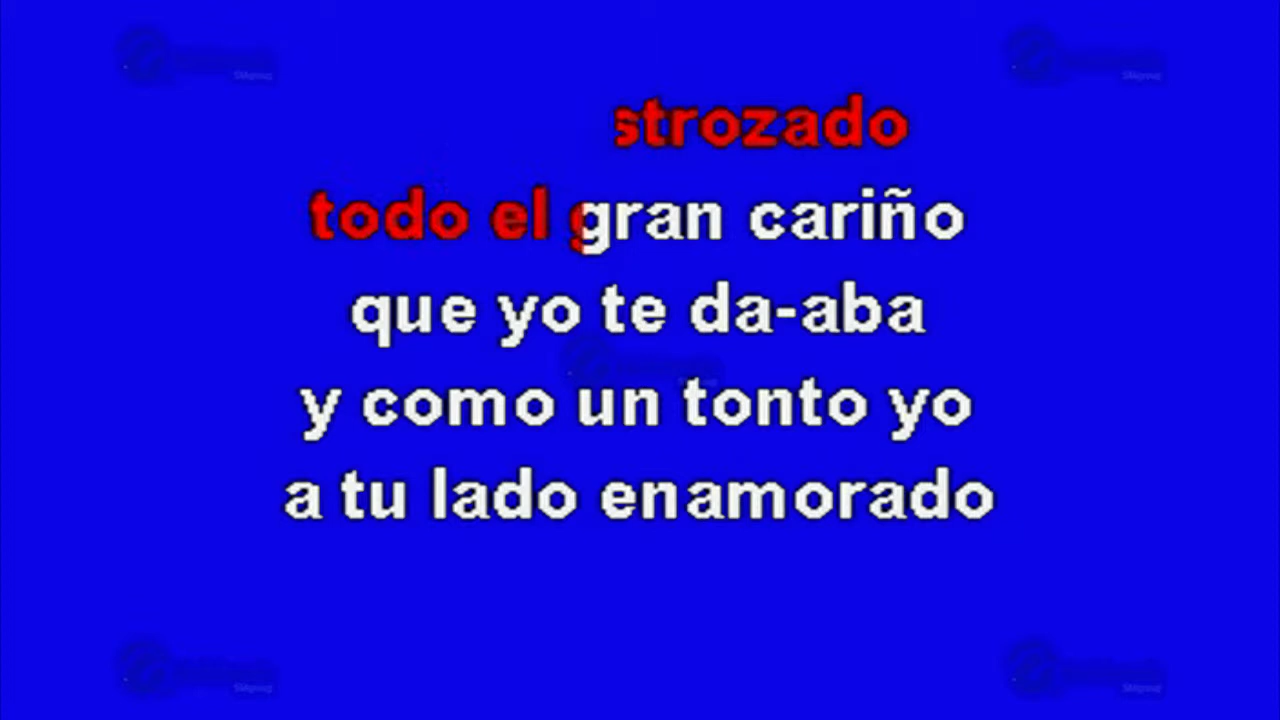 strozado
todo el gran cariño
que yo te da-aba
y como un tonto yo
a tu lado enamorado